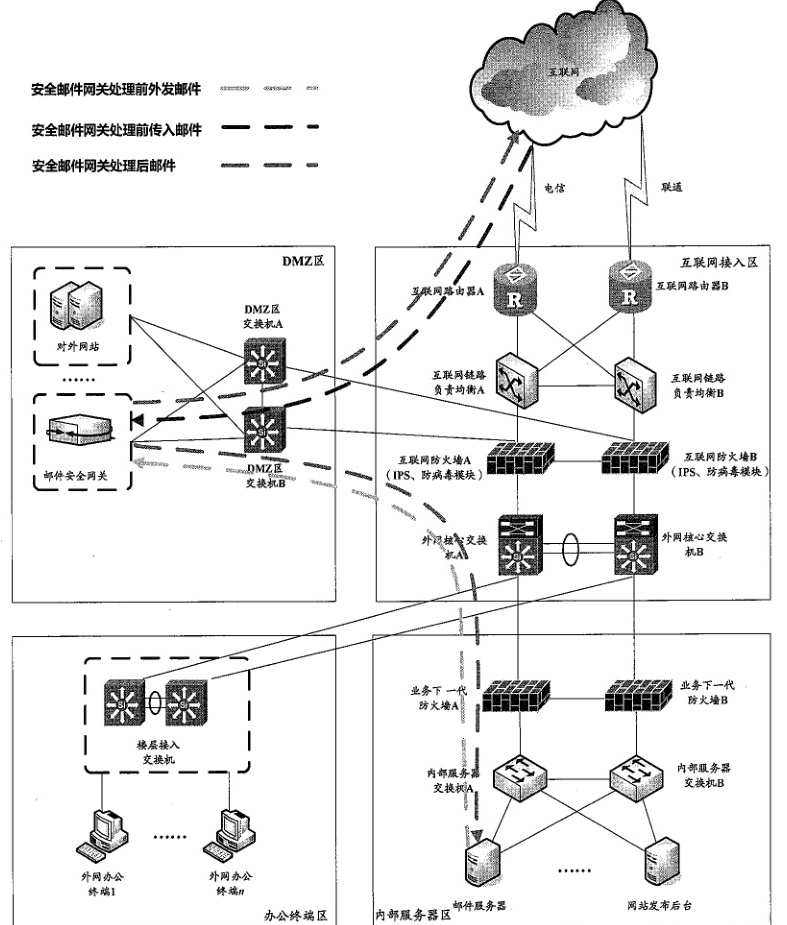 互联网
安全邮件网关处理前外发邮件
安全邮件网关处理前传入邮件
安全邮件网关处理后邮件
电信
联通
DMZ区
互联网接入区
对外网站
……
邮件安全网关
DMZ区
交换机A
DMZ区
交换机B
互联网路由器A
R
互联网路由器B
R
互联网链路
负责均衡A
互联网链路
负责均衡B
互联网防火墙A
(IPS、防病毒模块)
互联网防火墙B
(IPS、防病毒模块)
外网核心交换
机A
外网核心交换
机B
SI
SI
SI
SI
SI
SI
楼层接入
交换机
外网办公
终端1
……
外网办公
终端n
办公终端区
业务下一代
防火墙A
业务下一代
防火墙B
内部服务器
交换机A
内部服务器
交换机B
邮件服务器
……
网站发布后台
内部服务器区